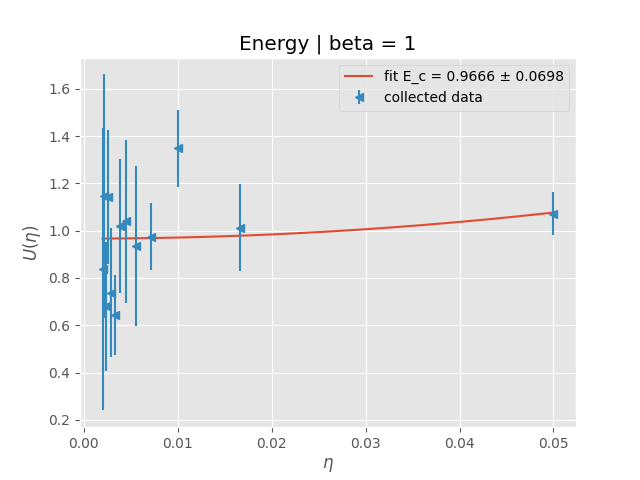 Energy | beta = 1
fit E_c = 0.9666 ± 0.0698
collected data
U(η)
1.6
1.4
1.2
1.0
0.8
0.6
0.4
0.2
0.00 0.01 0.02 0.03 0.04 0.05
η